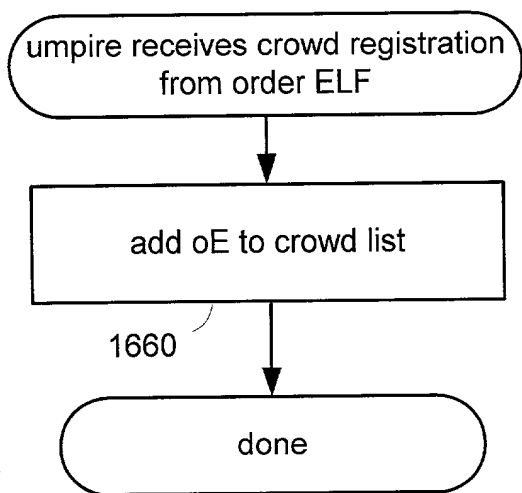 umpire receives crowd registration
from order ELF
add oE to crowd list
1660
done